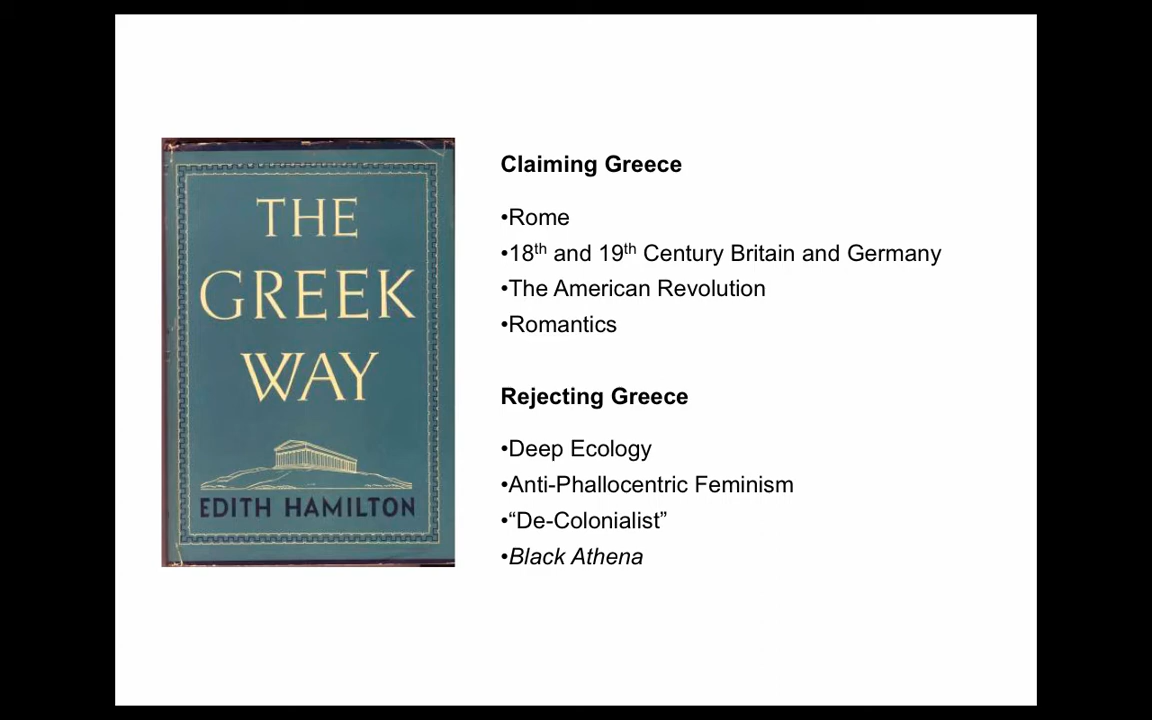 THE
GREEK
WAY
EDITH HAMILTON
Claiming Greece
•Rome
•18th and 19th Century Britain and Germany
•The American Revolution
•Romantics
Rejecting Greece
•Deep Ecology
•Anti-Phallocentric Feminism
•“De-Colonialist”
•Black Athena